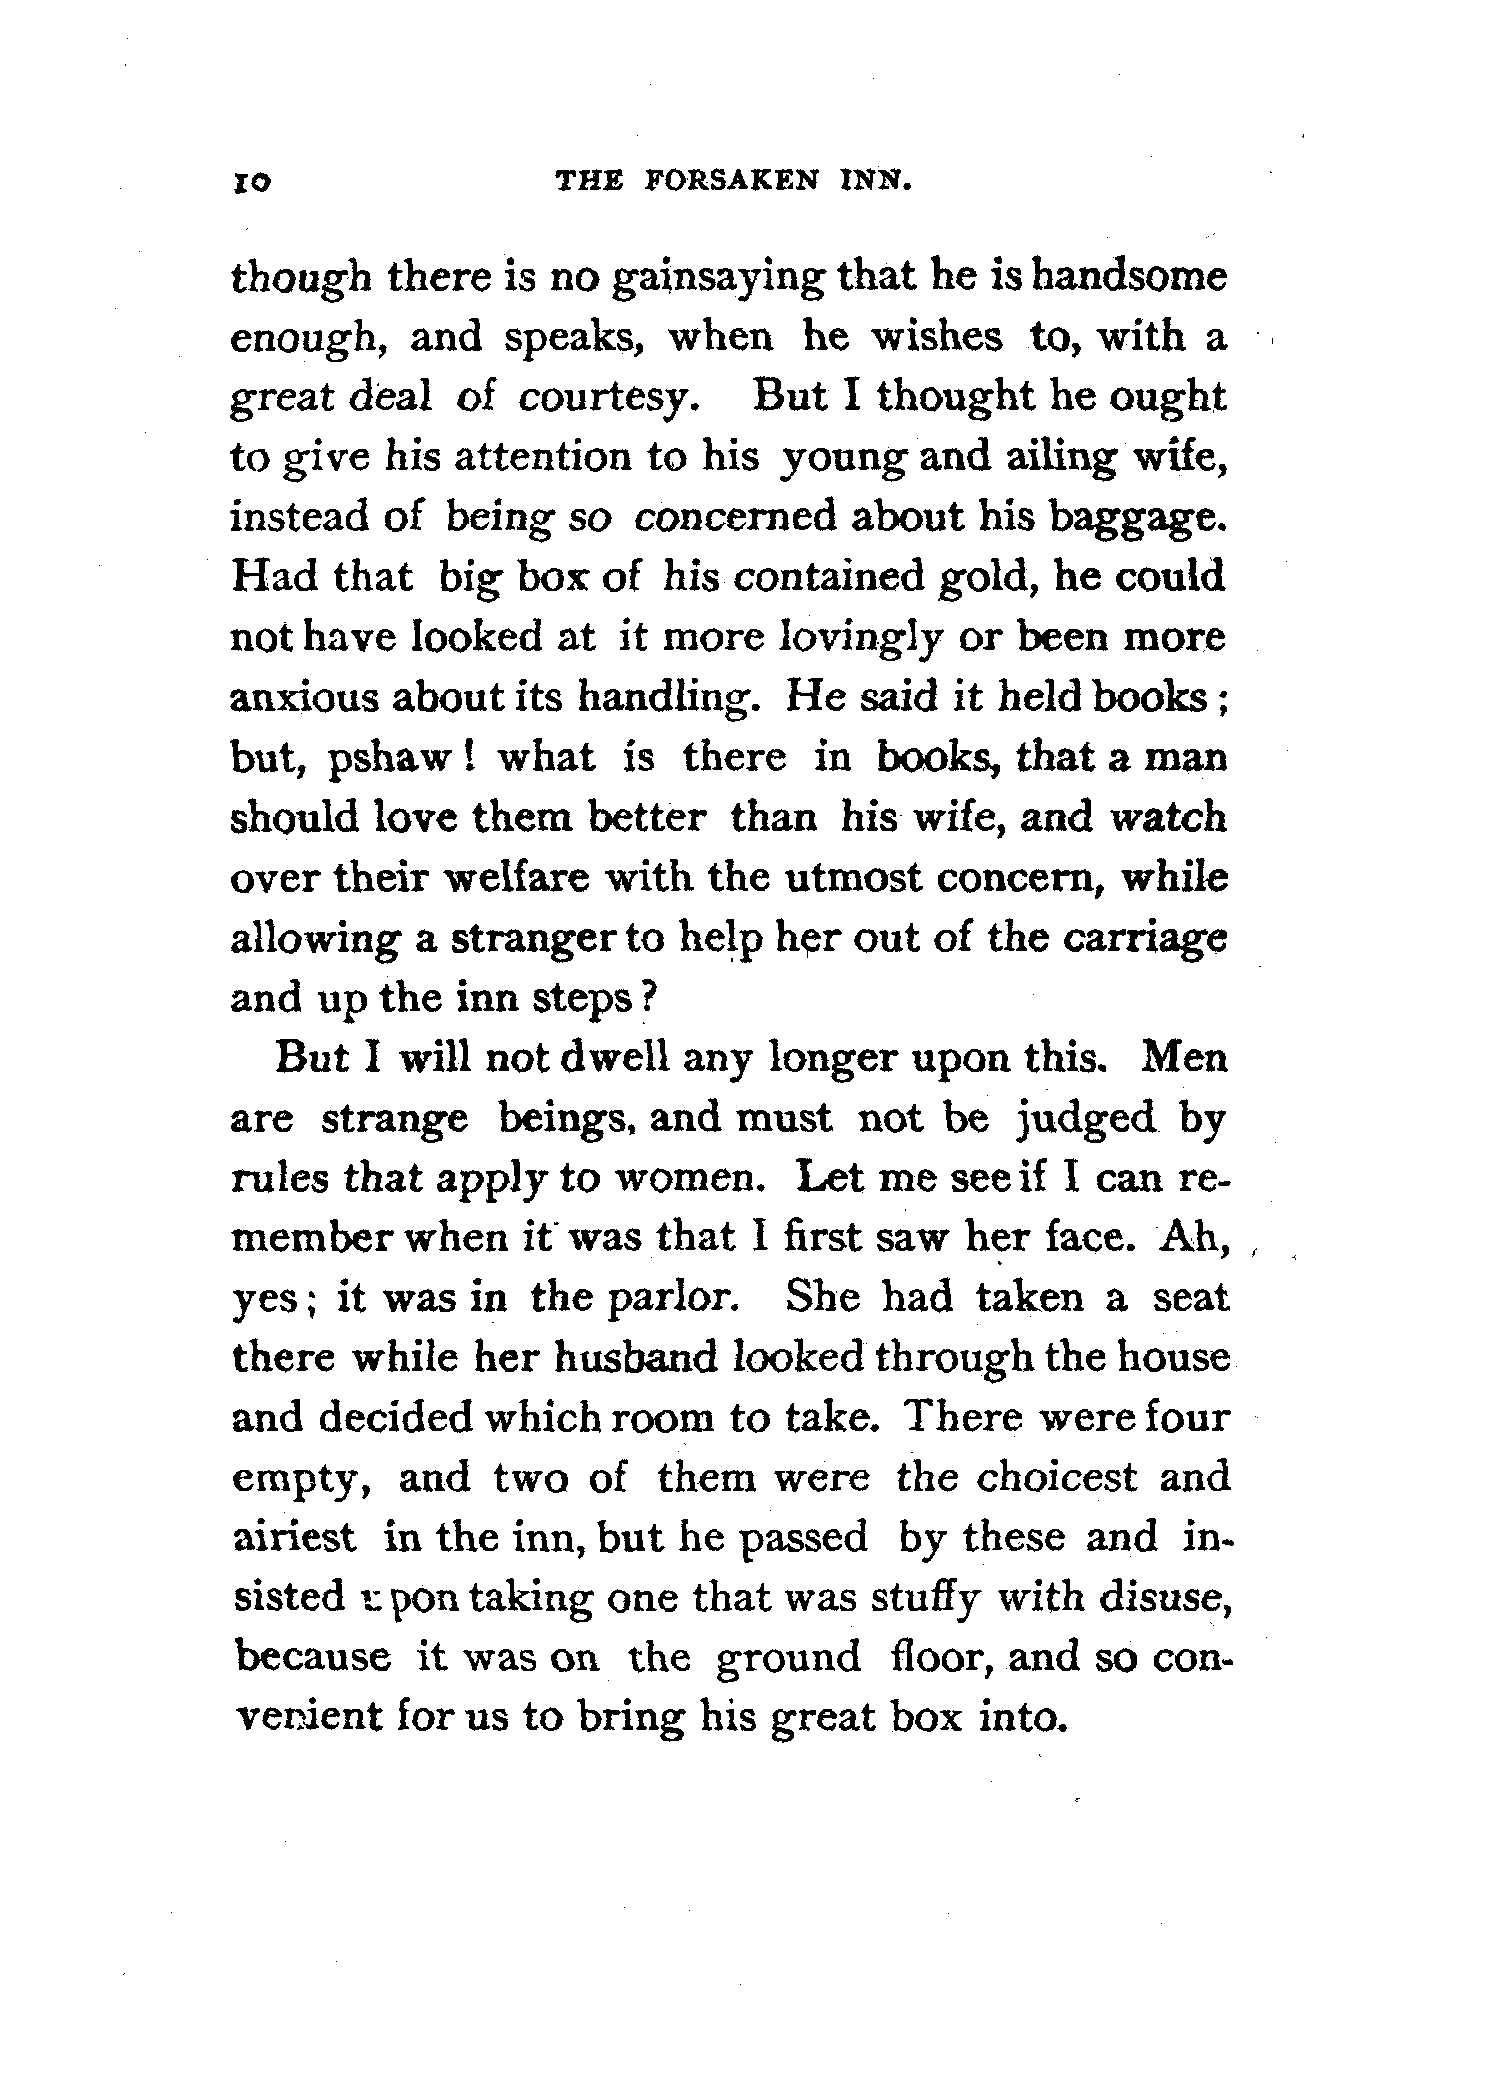 10 THE FORSAKEN INN.
though there is no gainsaying that he is handsome
enough, and speaks, when he wishes to, with a
great deal of courtesy. But I thought he ought
to give his attention to his young and ailing wife,
instead of being so concerned about his baggage.
Had that big box of his contained gold, he could
not have looked at it more lovingly or been more
anxious about its handling. He said it held books ;
but, pshaw ! what is there in books, that a man
should love them better than his wife, and watch
over their welfare with the utmost concern, while
allowing a stranger to help her out of the carriage
and up the inn steps ?
But I will not dwell any longer upon this. Men
are strange beings, and must not be judged by
rules that apply to women. Let me see if I can re-
member when it was that I first saw her face. Ah,
yes ; it was in the parlor. She had taken a seat
there while her husband looked through the house
and decided which room to take. There were four
empty, and two of them were the choicest and
airiest in the inn, but he passed by these and in-
sisted upon taking one that was stuffy with disuse,
because it was on the ground floor, and so con-
venient for us to bring his great box into.